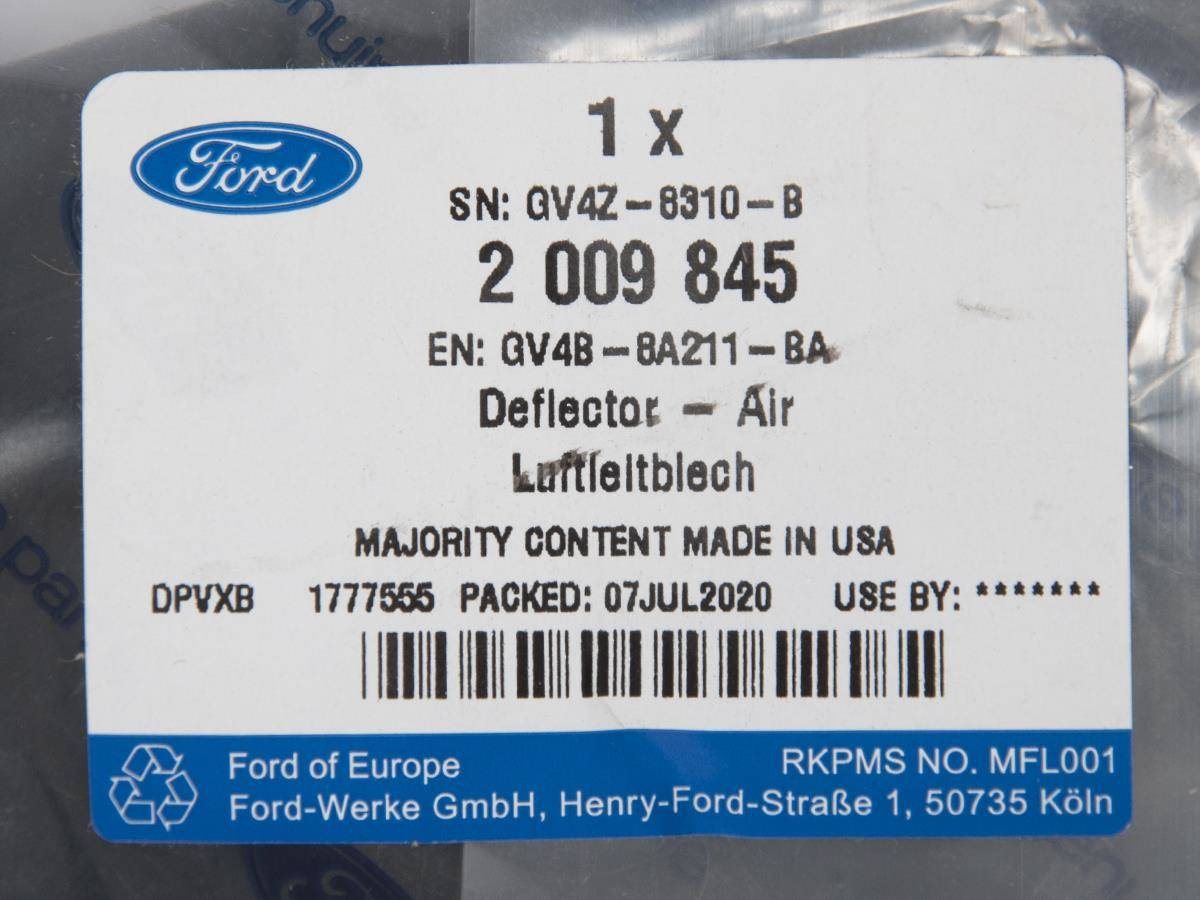 Ford
1 x
SN: GV4Z-8310-B
2 009 845
EN: GV4B-8A211-BA
Deflector - Air
Luftleitblech
MAJORITY CONTENT MADE IN USA
DPVXB 1777555 PACKED: 07JUL2020 USE BY: *******
Ford of Europe
RKPMS NO. MFL001
Ford-Werke GmbH, Henry-Ford-Straße 1, 50735 Köln